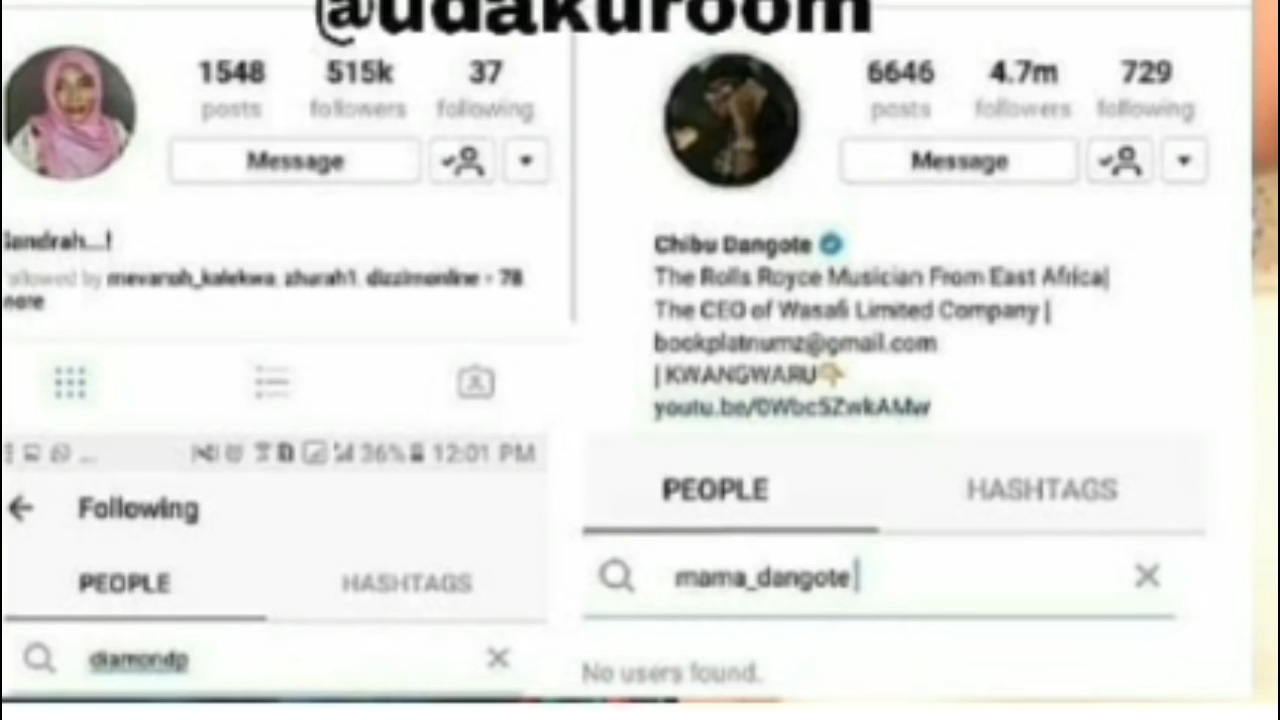 @udakuroom
1548 515k 37
posts followers following
Message
Sandrah...!
followed by mevarish_kalekwa, zhurah1, dizzimonline + 78
more
36% 12:01 PM
Following
PEOPLE HASHTAGS
diamondp
6646 4.7m 729
posts followers following
Message
Chibu Dangote
The Rolls Royce Musician From East Africa|
The CEO of Wasafi Limited Company |
bookplatnumz@gmail.com
| KWANGWARU👇
youtu.be/0Wbc5ZwkAMw
PEOPLE HASHTAGS
mama_dangote
No users found.